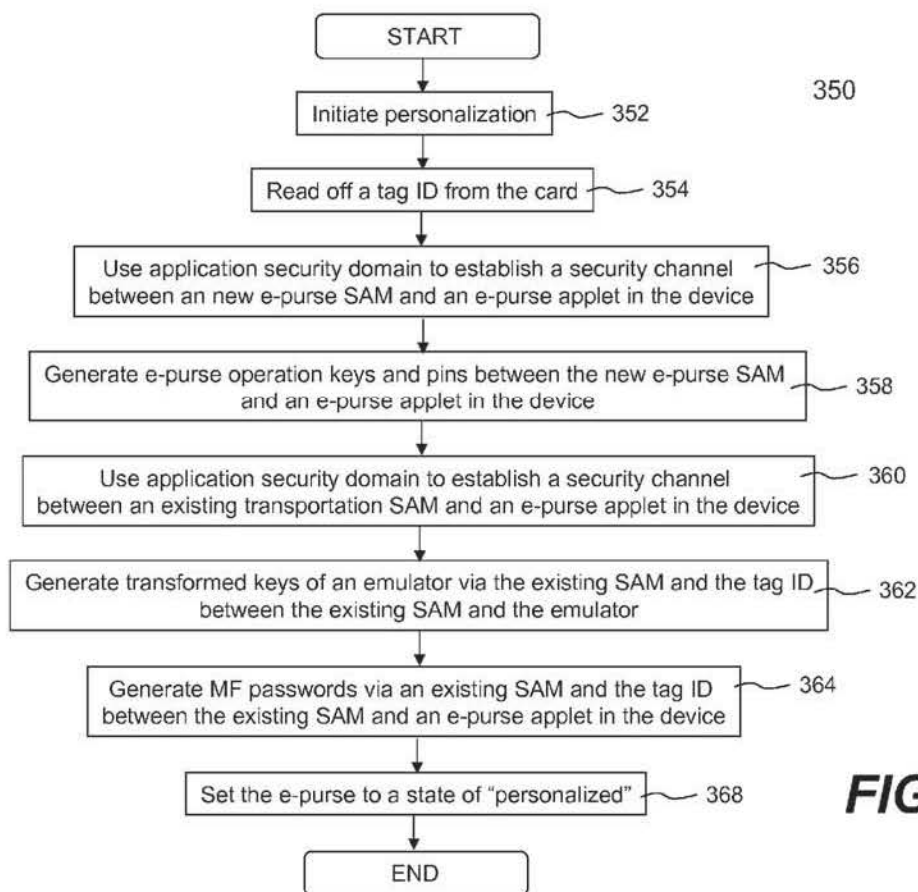 START
350
Initiate personalization
352
Read off a tag ID from the card
354
Use application security domain to establish a security channel
between an new e-purse SAM and an e-purse applet in the device
356
Generate e-purse operation keys and pins between the new e-purse SAM
and an e-purse applet in the device
358
Use application security domain to establish a security channel
between an existing transportation SAM and an e-purse applet in the device
360
Generate transformed keys of an emulator via the existing SAM and the tag ID
between the existing SAM and the emulator
362
Generate MF passwords via an existing SAM and the tag ID
between the existing SAM and an e-purse applet in the device
364
Set the e-purse to a state of “personalized”
368
FIG
END